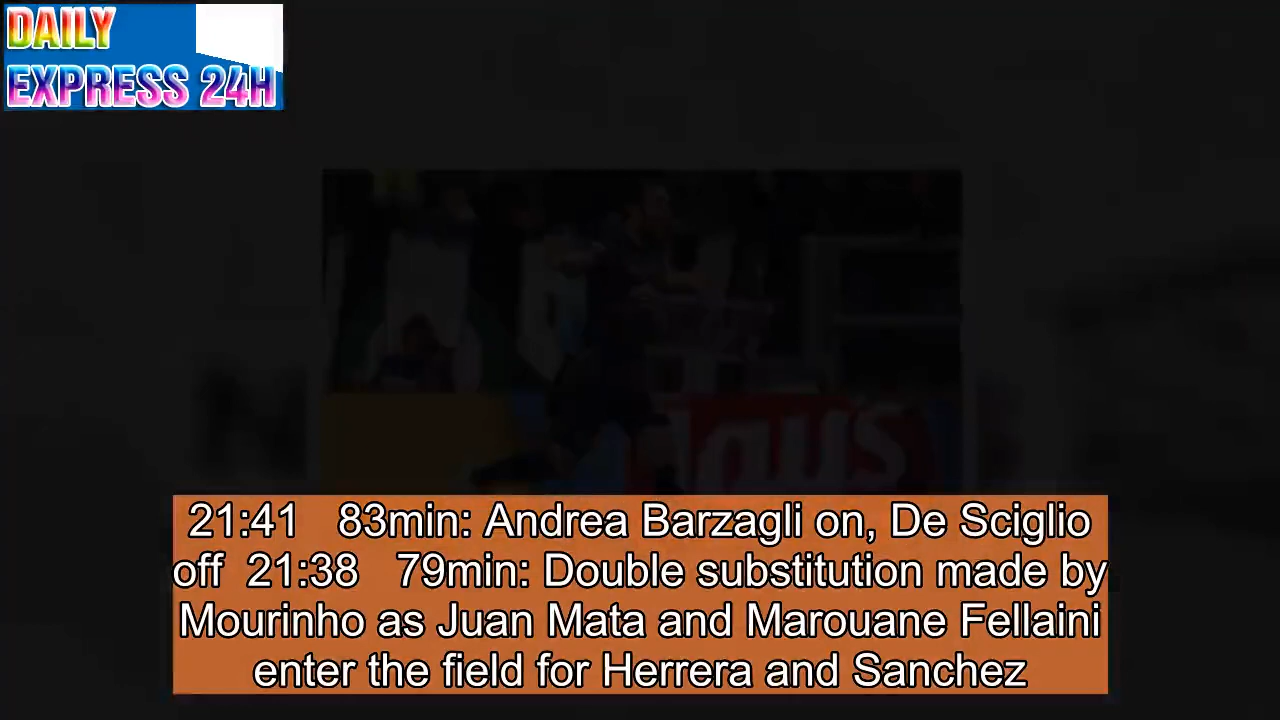 DAILY
EXPRESS 24H
aus
21:41 83min: Andrea Barzagli on, De Sciglio
off 21:38 79min: Double substitution made by
Mourinho as Juan Mata and Marouane Fellaini
enter the field for Herrera and Sanchez